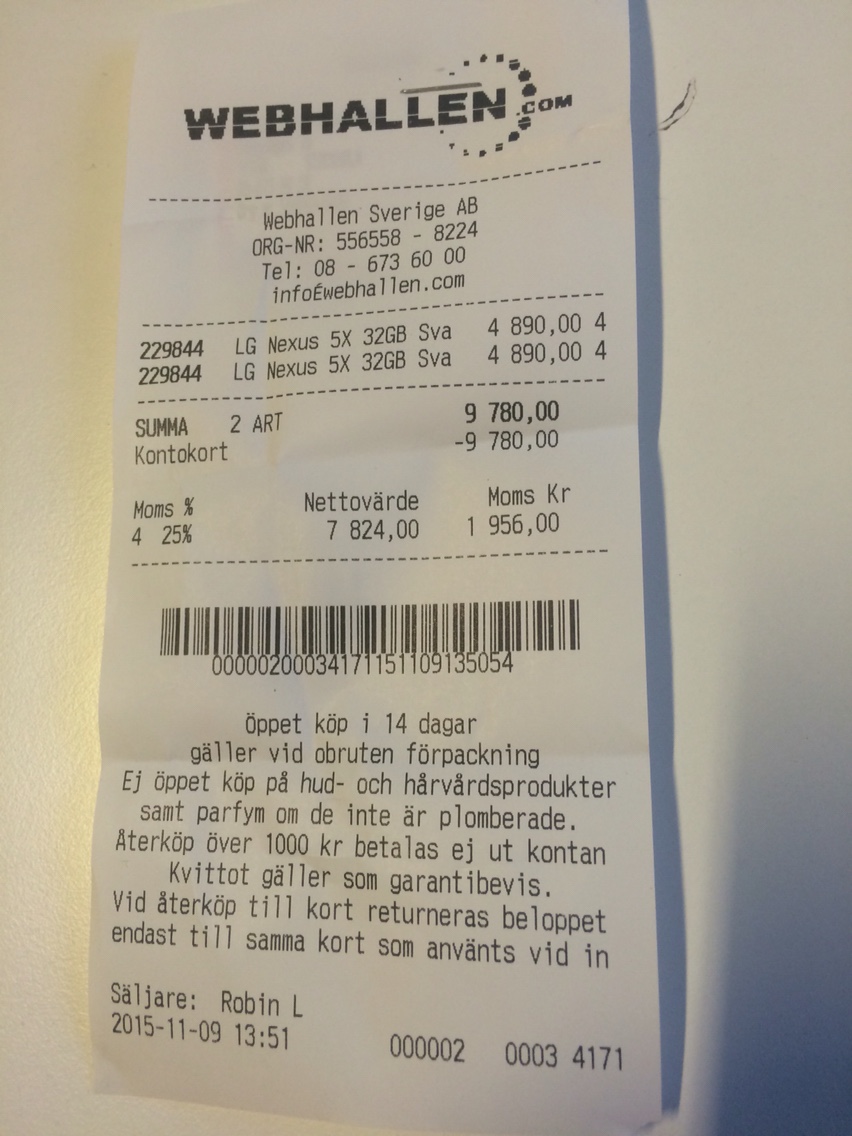 WEBHALLEN.COM
Webhallen Sverige AB
ORG-NR: 556558 - 8224
Tel: 08 - 673 60 00
infoÉwebhallen.com
229844 LG Nexus 5X 32GB Sva 4 890,00 4
229844 LG Nexus 5X 32GB Sva 4 890,00 4
SUMMA 2 ART 9 780,00
Kontokort -9 780,00
Moms % Nettovärde Moms Kr
4 25% 7 824,00 1 956,00
00000200034171151109135054
Öppet köp i 14 dagar
gäller vid obruten förpackning
Ej öppet köp på hud- och hårvårdsprodukter
samt parfym om de inte är plomberade.
Återköp över 1000 kr betalas ej ut kontan
Kvittot gäller som garantibevis.
Vid återköp till kort returneras beloppet
endast till samma kort som använts vid in
Säljare: Robin L
2015-11-09 13:51 000002 0003 4171